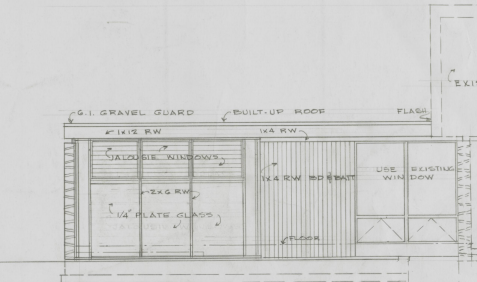 G.I. GRAVEL GUARD BUILT-UP ROOF FLASH
1X12 RW 1X4 RW
JALOUSIE WINDOWS
1X4 RW BD & BATT
USE EXISTING
WINDOW
2X6 RW
1/4" PLATE GLASS
FLOOR